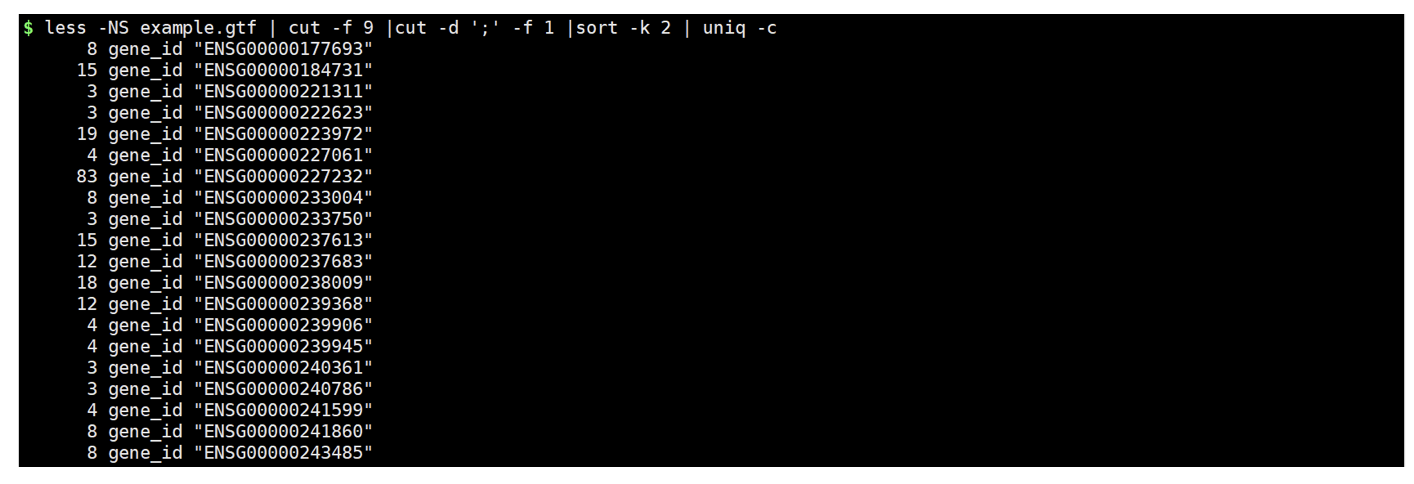 $ less -NS example.gtf | cut -f 9 |cut -d ';' -f 1 |sort -k 2 | uniq -c
8 gene_id "ENSG00000177693"
15 gene_id "ENSG00000184731"
3 gene_id "ENSG00000221311"
3 gene_id "ENSG00000222623"
19 gene_id "ENSG00000223972"
4 gene_id "ENSG00000227061"
83 gene_id "ENSG00000227232"
8 gene_id "ENSG00000233004"
3 gene_id "ENSG00000233750"
15 gene_id "ENSG00000237613"
12 gene_id "ENSG00000237683"
18 gene_id "ENSG00000238009"
12 gene_id "ENSG00000239368"
4 gene_id "ENSG00000239906"
4 gene_id "ENSG00000239945"
3 gene_id "ENSG00000240361"
3 gene_id "ENSG00000240786"
4 gene_id "ENSG00000241599"
8 gene_id "ENSG00000241860"
8 gene_id "ENSG00000243485"